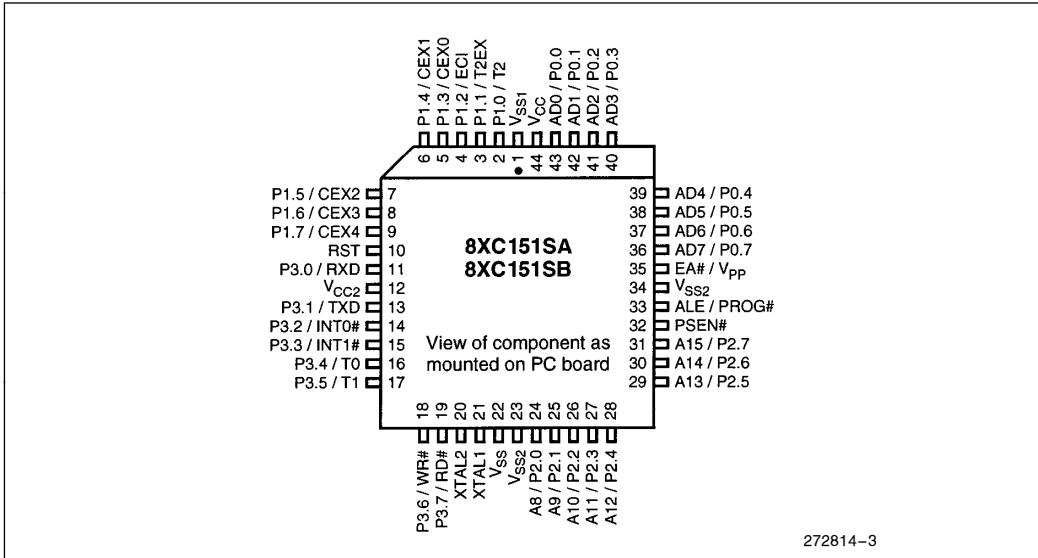 P1.4 / CEX1
P1.3 / CEX0
P1.2 / ECI
P1.1 / T2EX
P1.0 / T2
VSS1
VCC
AD0 / P0.0
AD1 / P0.1
AD2 / P0.2
AD3 / P0.3
6 5 4 3 2 1 44 43 42 41 40
P1.5 / CEX2 7
P1.6 / CEX3 8
P1.7 / CEX4 9
RST 10
P3.0 / RXD 11
VCC2 12
P3.1 / TXD 13
P3.2 / INT0# 14
P3.3 / INT1# 15
P3.4 / T0 16
P3.5 / T1 17
8XC151SA
8XC151SB
View of component as
mounted on PC board
39 AD4 / P0.4
38 AD5 / P0.5
37 AD6 / P0.6
36 AD7 / P0.7
35 EA# / VPP
34 VSS2
33 ALE / PROG#
32 PSEN#
31 A15 / P2.7
30 A14 / P2.6
29 A13 / P2.5
18 19 20 21 22 23 24 25 26 27 28
P3.6 / WR#
P3.7 / RD#
XTAL2
XTAL1
VSS
VSS2
A8 / P2.0
A9 / P2.1
A10 / P2.2
A11 / P2.3
A12 / P2.4
272814–3